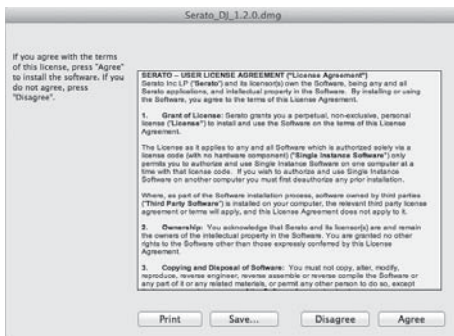 Serato_DJ_1.2.0.dmg
If you agree with the terms
of this license, press "Agree"
to install the software. If you
do not agree, press
"Disagree".
SERATO – USER LICENSE AGREEMENT ("License Agreement")
Serato Inc LP ("Serato") and its licensor(s) own the Software, being any and all
Serato applications, and intellectual property in the Software. By installing or using
the Software, you agree to the terms of this License Agreement.
1. Grant of License: Serato grants you a perpetual, non-exclusive, personal
license ("License") to install and use the Software on the terms of this License
Agreement.
The License as it applies to any and all Software which is authorized solely via a
license code (with no hardware component) ("Single Instance Software") only
permits you to authorize and use Single Instance Software on one computer at a
time with that license code. If you wish to authorize and use Single Instance
Software on another computer you must first deauthorize any prior installation.
Where, as part of the Software installation process, software owned by third parties
("Third Party Software") is installed on your computer, the relevant third party license
agreement or terms will apply, and this License Agreement does not apply to it.
2. Ownership: You acknowledge that Serato and its licensor(s) are and remain
the owners of the intellectual property in the Software. You are granted no other
rights to the Software other than those expressly conferred by this License
Agreement.
3. Copying and Disposal of Software: You must not copy, alter, modify,
reproduce, reverse engineer, reverse assemble or reverse compile the Software or
any part of it or any related materials, or permit any other person to do so, except
Print Save... Disagree Agree